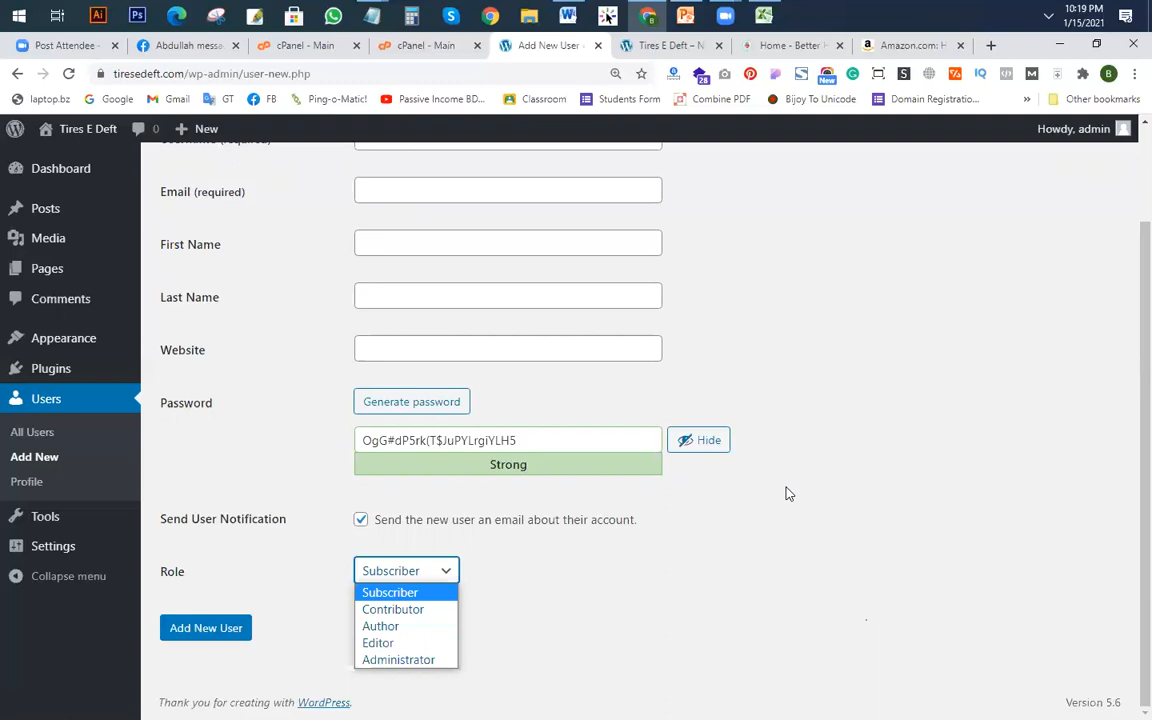 10:19 PM
1/15/2021
Post Attendee -
Abdullah messa
cPanel - Main
cPanel - Main
Add New User
Tires E Deft – N
Home - Better H
Amazon.com: H
tiresedeft.com/wp-admin/user-new.php
28
New
laptop.bz
Google
Gmail
GT
FB
Ping-o-Matic!
Passive Income BD...
Classroom
Students Form
Combine PDF
Bijoy To Unicode
Domain Registratio...
Other bookmarks
Tires E Deft
0
New
Howdy, admin
Dashboard
Posts
Media
Pages
Comments
Appearance
Plugins
Users
All Users
Add New
Profile
Tools
Settings
Collapse menu
Username (required)
Email (required)
First Name
Last Name
Website
Password
Generate password
OgG#dP5rk(T$JuPYLrgiYLH5
Hide
Strong
Send User Notification
Send the new user an email about their account.
Role
Subscriber
Subscriber
Contributor
Author
Editor
Administrator
Add New User
Thank you for creating with WordPress.
Version 5.6